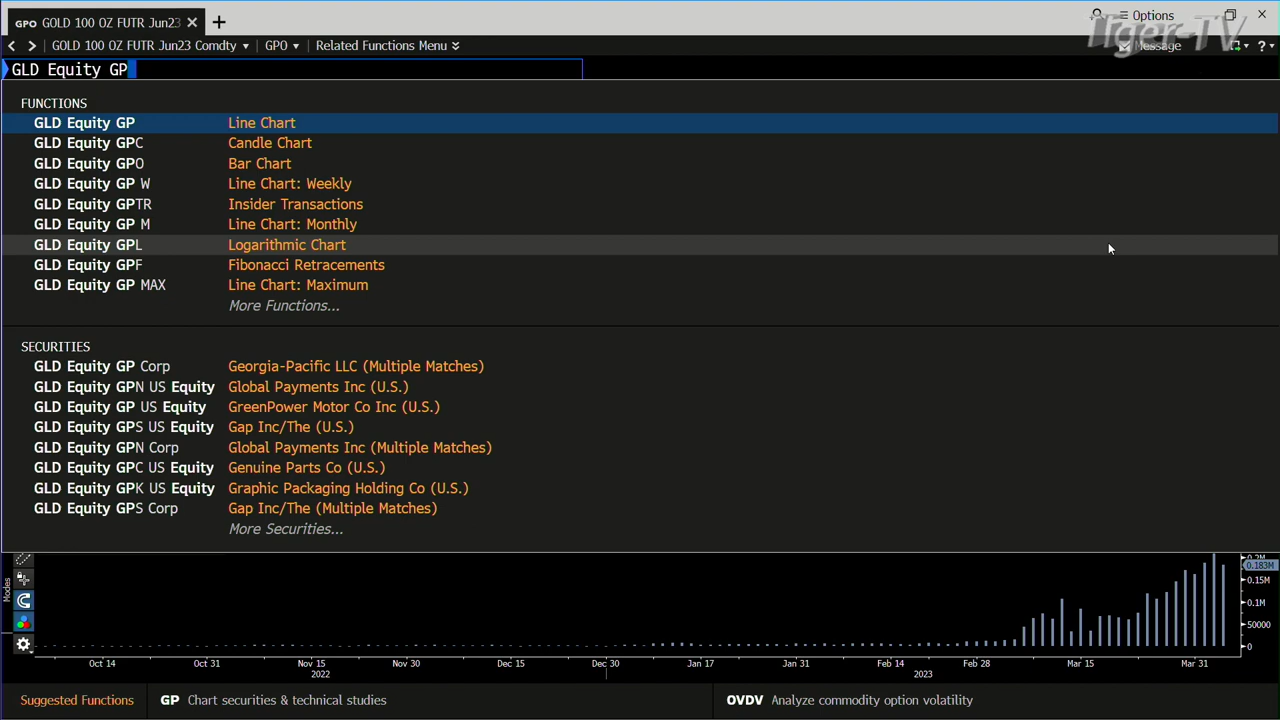 GPO GOLD 100 OZ FUTR Jun23 × +
Options
GOLD 100 OZ FUTR Jun23 Comdty GPO Related Functions Menu
Message
Tiger-TV
GLD Equity GP
FUNCTIONS
GLD Equity GP Line Chart
GLD Equity GPC Candle Chart
GLD Equity GPO Bar Chart
GLD Equity GP W Line Chart: Weekly
GLD Equity GPTR Insider Transactions
GLD Equity GP M Line Chart: Monthly
GLD Equity GPL Logarithmic Chart
GLD Equity GPF Fibonacci Retracements
GLD Equity GP MAX Line Chart: Maximum
More Functions...
SECURITIES
GLD Equity GP Corp Georgia-Pacific LLC (Multiple Matches)
GLD Equity GPN US Equity Global Payments Inc (U.S.)
GLD Equity GP US Equity GreenPower Motor Co Inc (U.S.)
GLD Equity GPS US Equity Gap Inc/The (U.S.)
GLD Equity GPN Corp Global Payments Inc (Multiple Matches)
GLD Equity GPC US Equity Genuine Parts Co (U.S.)
GLD Equity GPK US Equity Graphic Packaging Holding Co (U.S.)
GLD Equity GPS Corp Gap Inc/The (Multiple Matches)
More Securities...
Modes
0.2M
0.183M
0.15M
0.1M
50000
0
Oct 14 Oct 31 Nov 15 Nov 30 Dec 15 Dec 30 Jan 17 Jan 31 Feb 14 Feb 28 Mar 15 Mar 31
2022 2023
Suggested Functions GP Chart securities & technical studies OVDV Analyze commodity option volatility